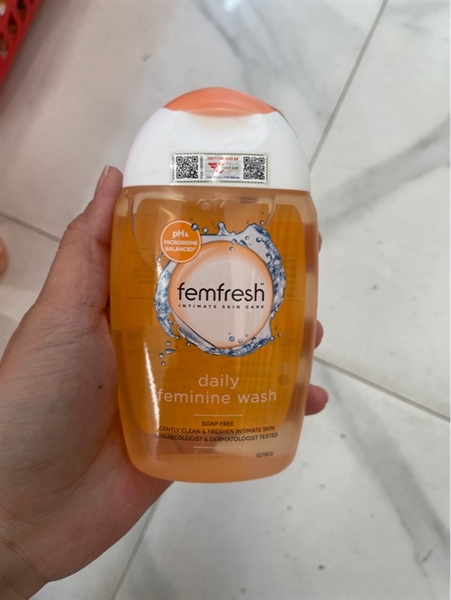 pH &
MICROBIOME
BALANCED*
femfresh™
INTIMATE SKIN CARE
daily
feminine wash
SOAP FREE
GENTLY CLEAN & FRESHEN INTIMATE SKIN
GYNAECOLOGIST & DERMATOLOGIST TESTED